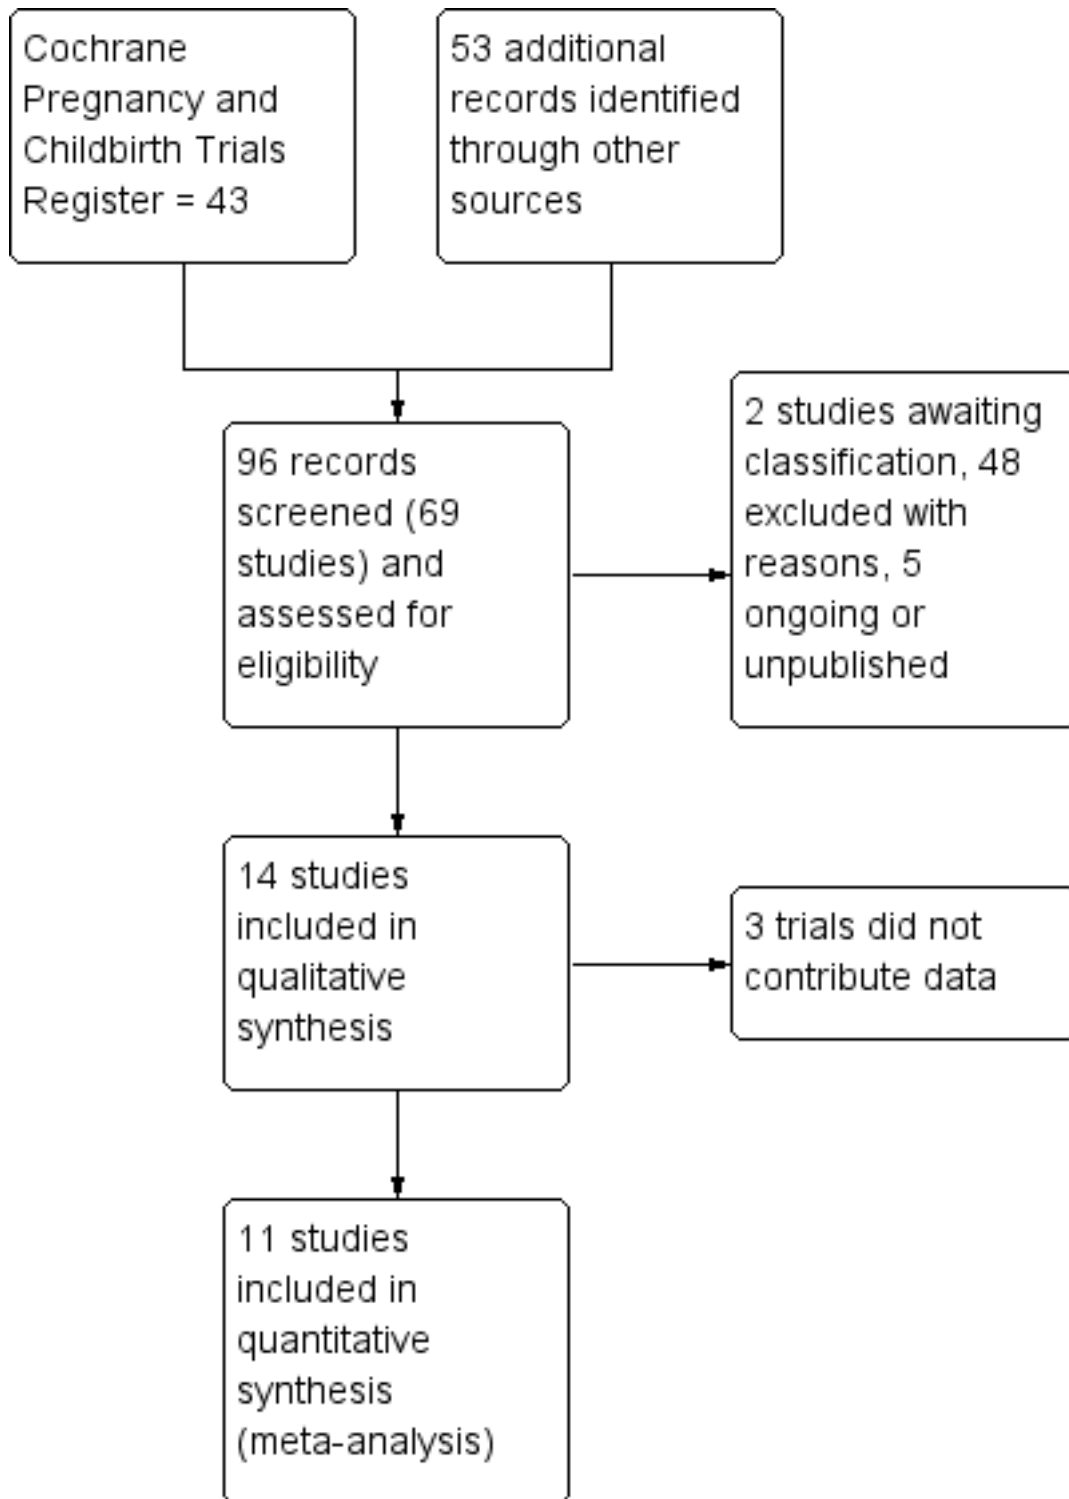 Cochrane
Pregnancy and
Childbirth Trials
Register = 43
53 additional
records identified
through other
sources
96 records
screened (69
studies) and
assessed for
eligibility
2 studies awaiting
classification, 48
excluded with
reasons, 5
ongoing or
unpublished
14 studies
included in
qualitative
synthesis
3 trials did not
contribute data
11 studies
included in
quantitative
synthesis
(meta-analysis)